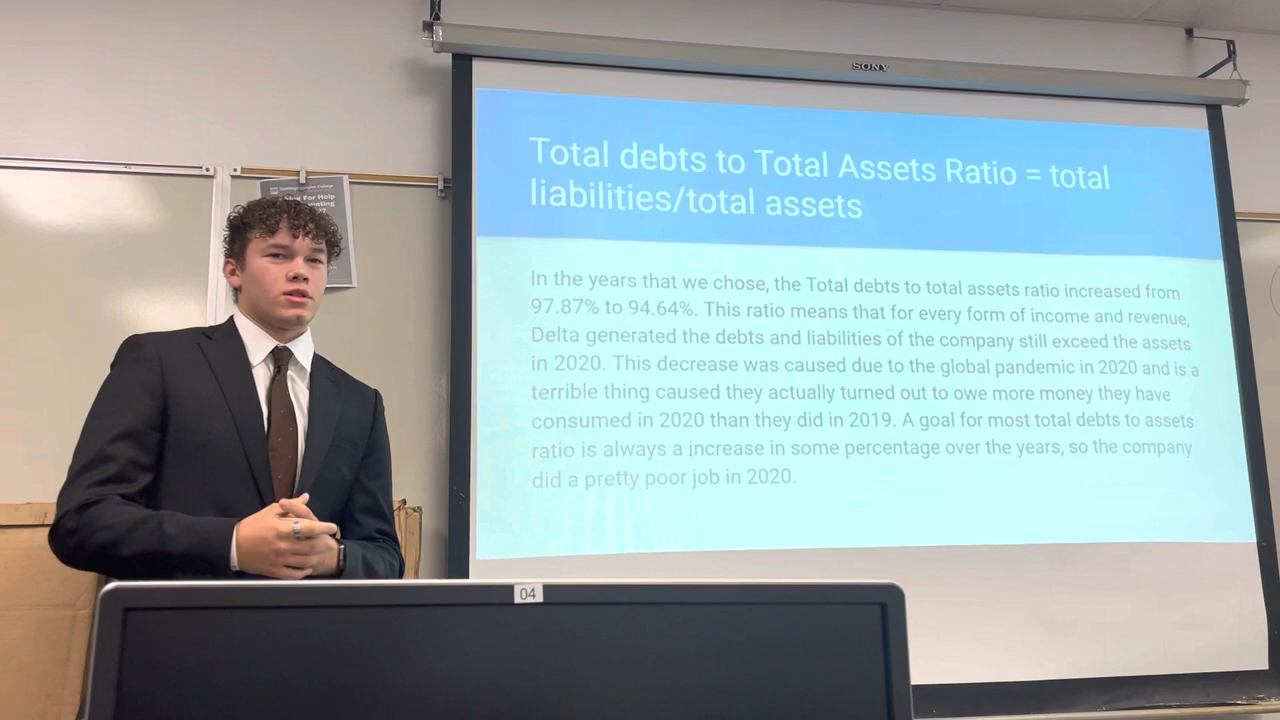 SONY
Total debts to Total Assets Ratio = total
liabilities/total assets
In the years that we chose, the Total debts to total assets ratio increased from
97.87% to 94.64%. This ratio means that for every form of income and revenue,
Delta generated the debts and liabilities of the company still exceed the assets
in 2020. This decrease was caused due to the global pandemic in 2020 and is a
terrible thing caused they actually turned out to owe more money they have
consumed in 2020 than they did in 2019. A goal for most total debts to assets
ratio is always a increase in some percentage over the years, so the company
did a pretty poor job in 2020.
College
For Help
04